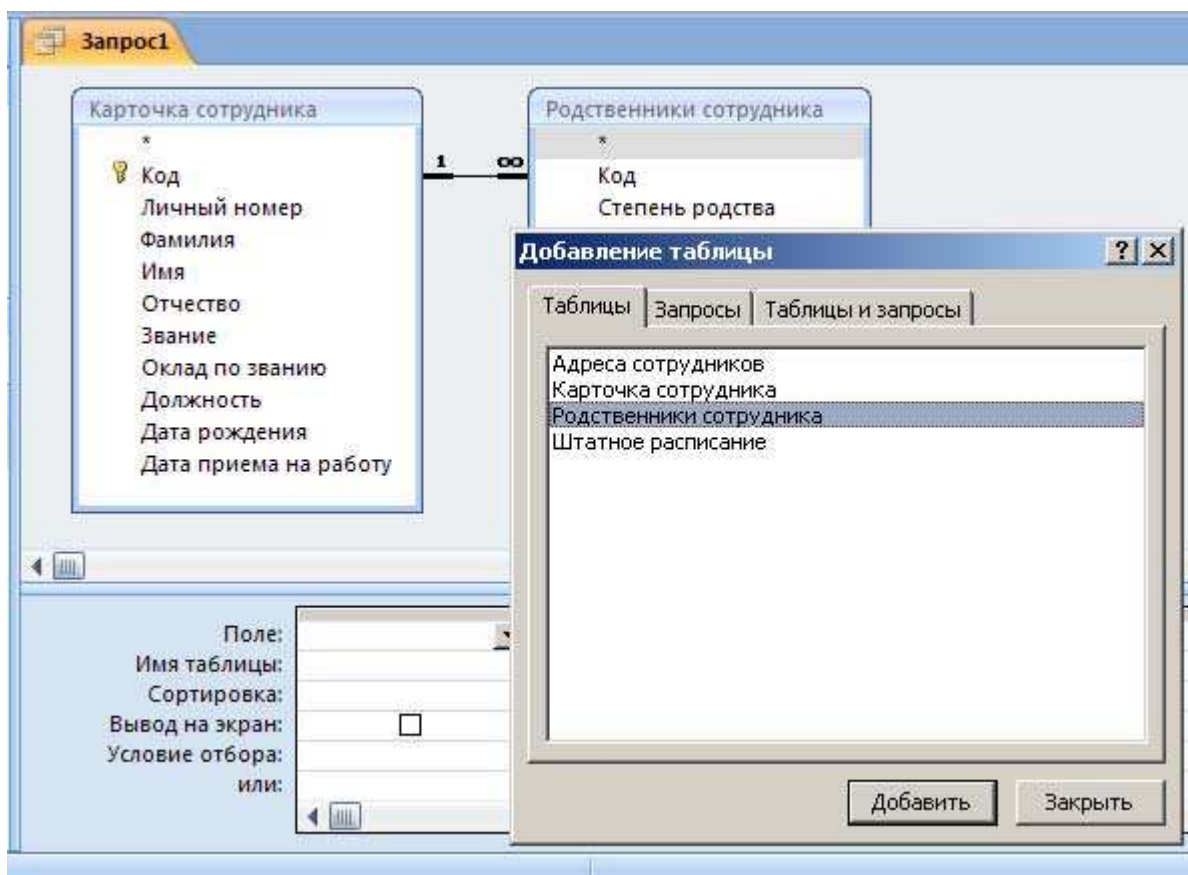 Запрос1
Карточка сотрудника
*
Код
Личный номер
Фамилия
Имя
Отчество
Звание
Оклад по званию
Должность
Дата рождения
Дата приема на работу
1 ∞
Родственники сотрудника
*
Код
Степень родства
Добавление таблицы
Таблицы Запросы Таблицы и запросы
Адреса сотрудников
Карточка сотрудника
Родственники сотрудника
Штатное расписание
Добавить Закрыть
Поле:
Имя таблицы:
Сортировка:
Вывод на экран:
Условие отбора:
или: